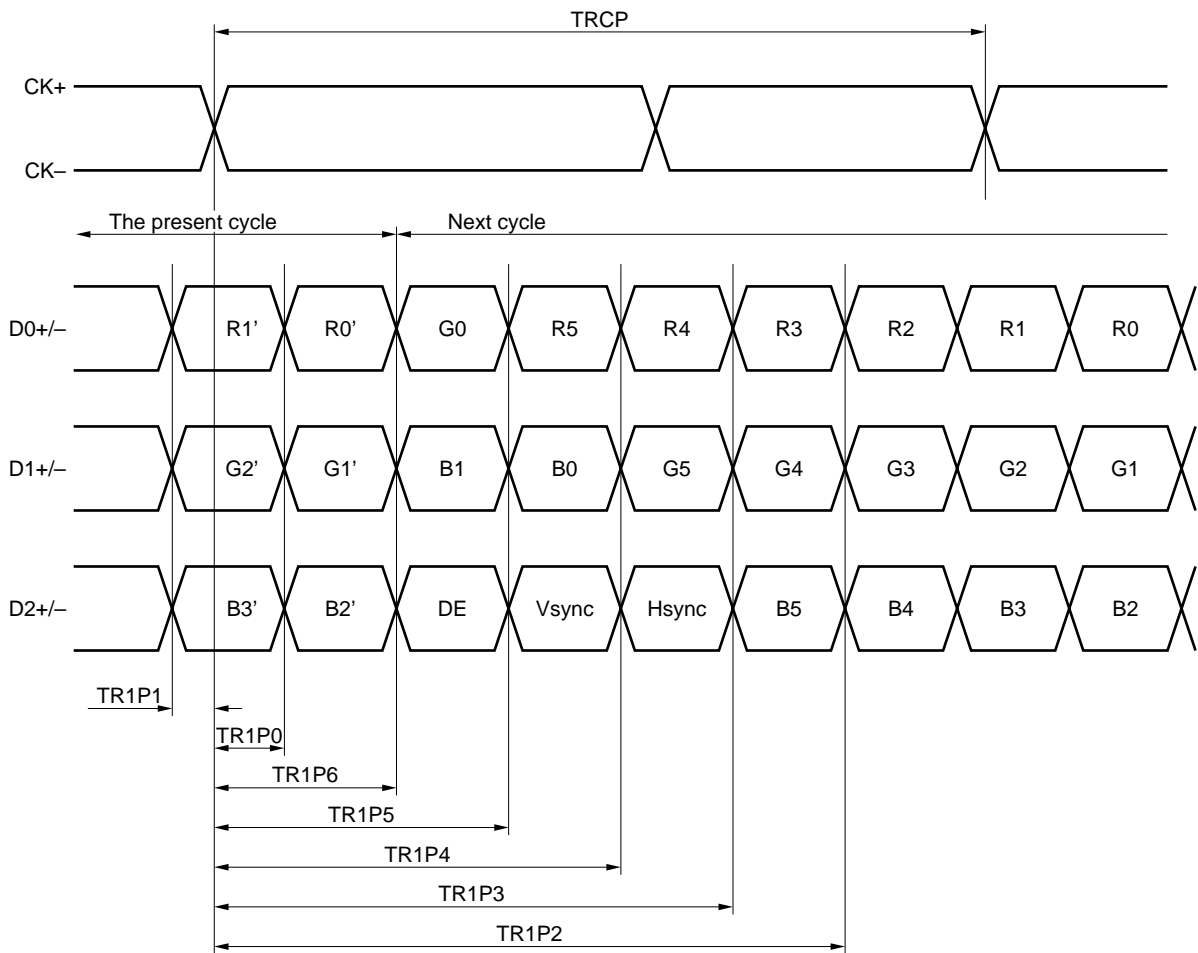 TRCP
CK+
CK–
The present cycle Next cycle
D0+/– R1’ R0’ G0 R5 R4 R3 R2 R1 R0
D1+/– G2’ G1’ B1 B0 G5 G4 G3 G2 G1
D2+/– B3’ B2’ DE Vsync Hsync B5 B4 B3 B2
TR1P1
TR1P0
TR1P6
TR1P5
TR1P4
TR1P3
TR1P2